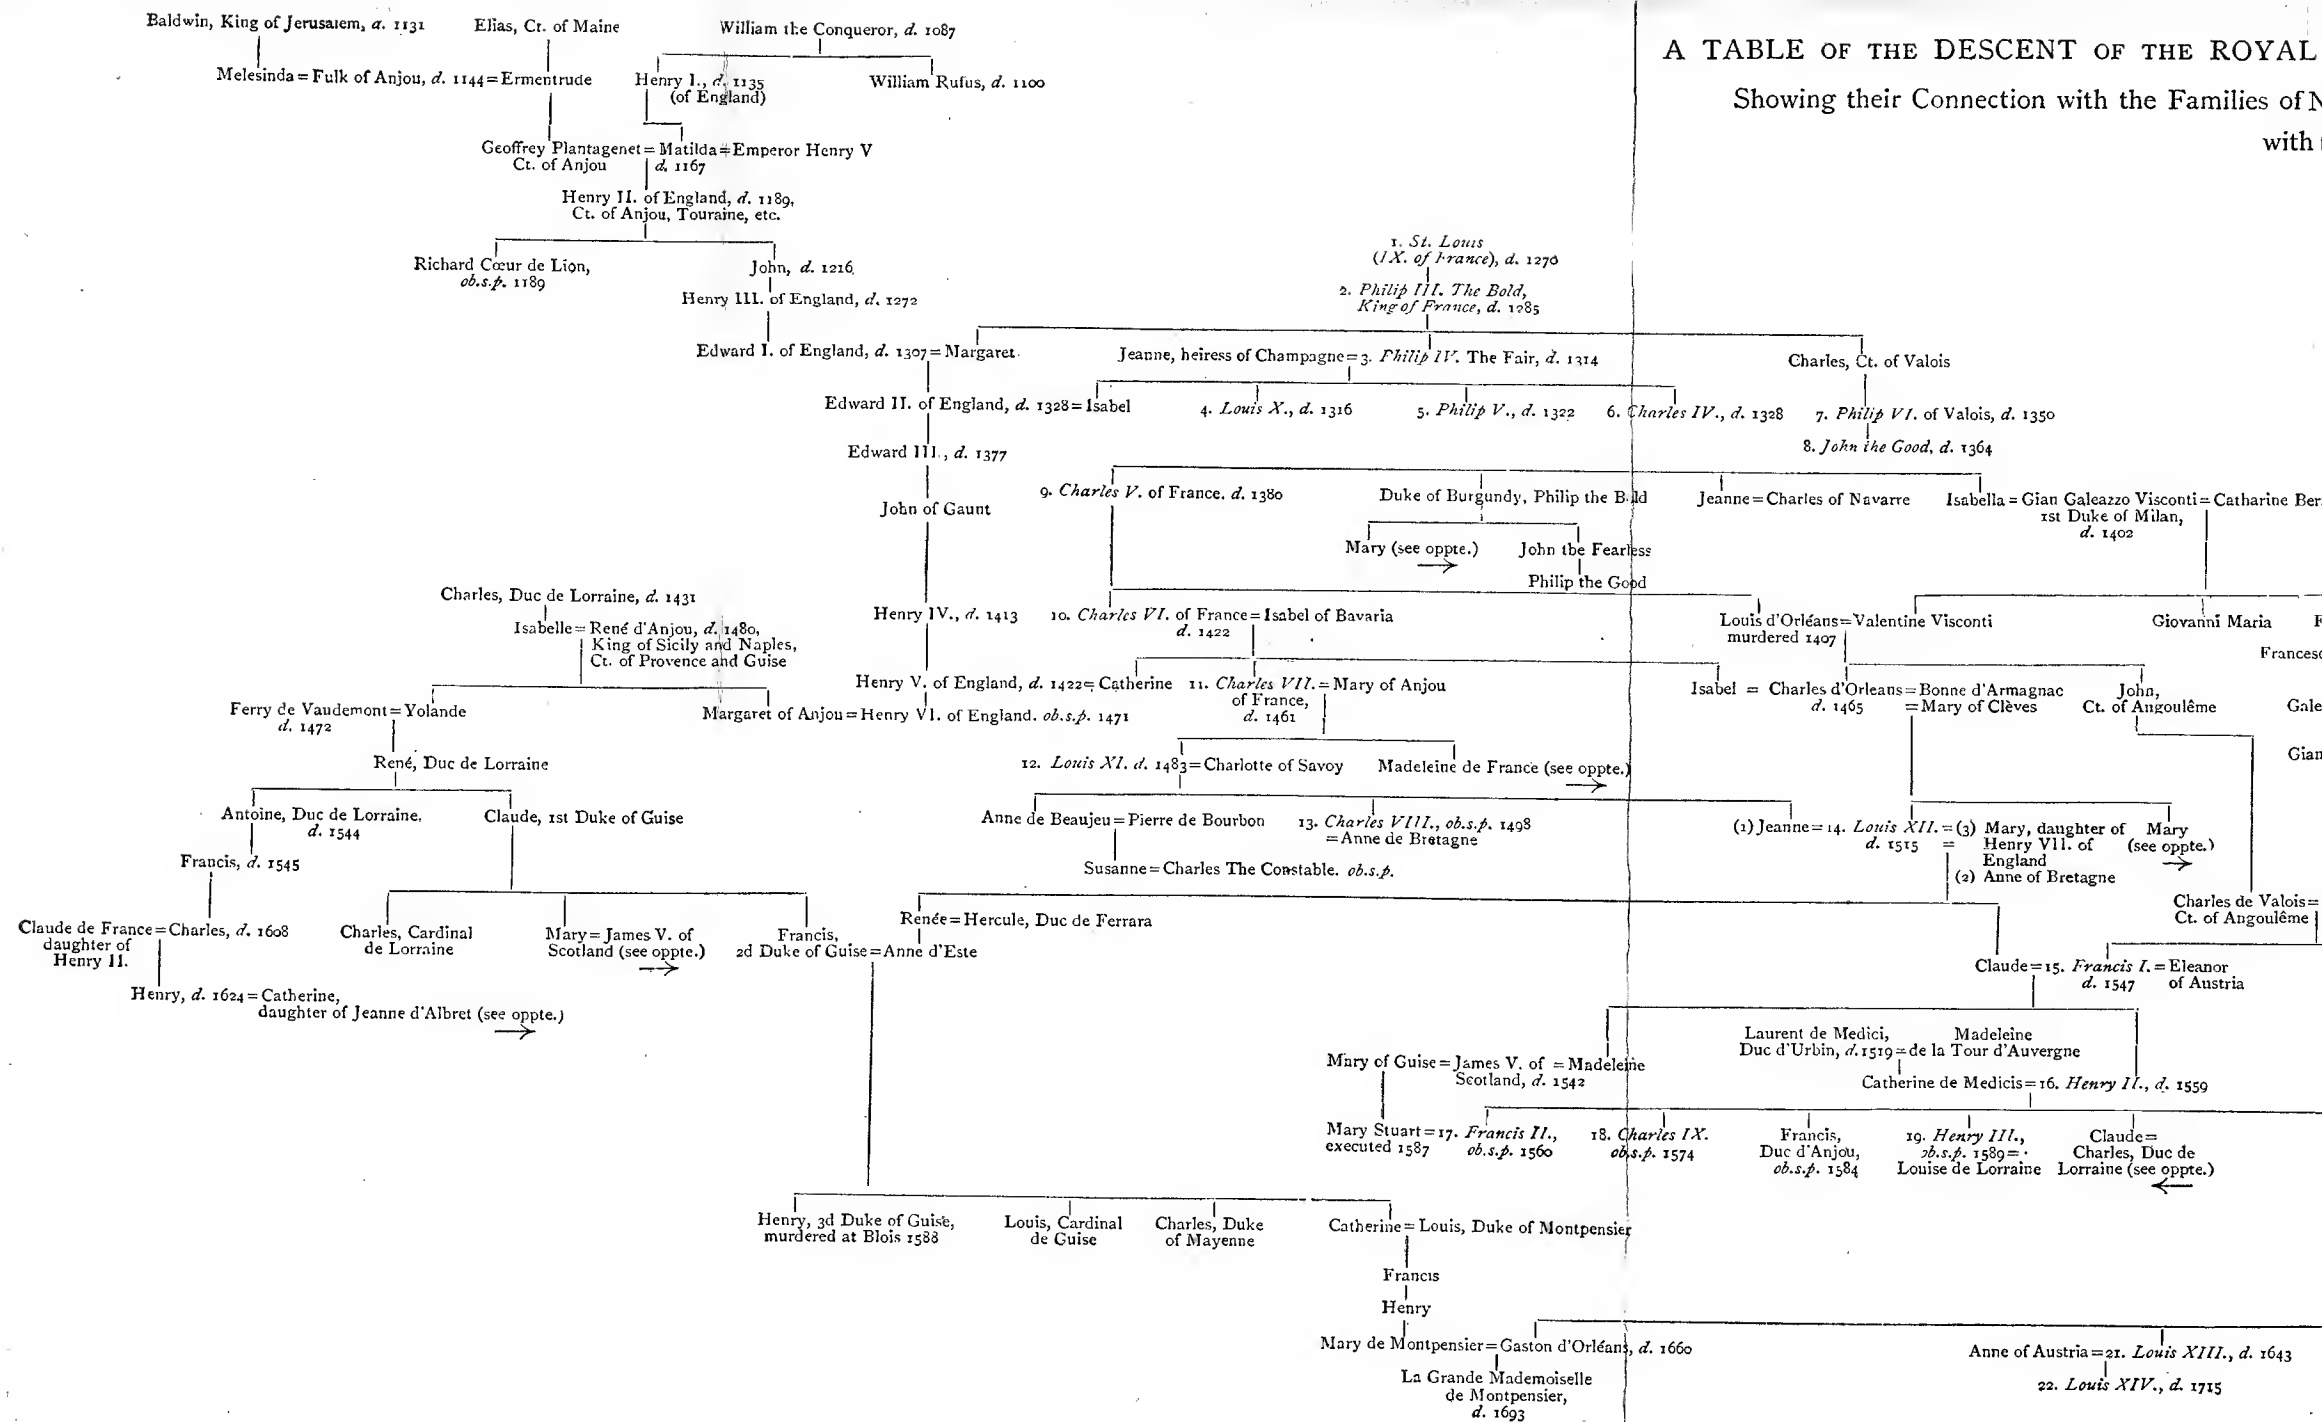 A TABLE OF THE DESCENT OF THE ROYAL
Showing their Connection with the Families of
with
Baldwin, King of Jerusalem, d. 1131
Elias, Ct. of Maine
William the Conqueror, d. 1087
Melesinda = Fulk of Anjou, d. 1144 = Ermentrude
Henry I., d. 1135
(of England)
William Rufus, d. 1100
Geoffrey Plantagenet = Matilda = Emperor Henry V
Ct. of Anjou
d. 1167
Henry II. of England, d. 1189,
Ct. of Anjou, Touraine, etc.
Richard Cœur de Lion,
ob.s.p. 1189
John, d. 1216
Henry III. of England, d. 1272
1. St. Louis
(IX. of France), d. 1270
2. Philip III. The Bold,
King of France, d. 1285
Edward I. of England, d. 1307 = Margaret
Jeanne, heiress of Champagne = 3. Philip IV. The Fair, d. 1314
Charles, Ct. of Valois
Edward II. of England, d. 1328 = Isabel
4. Louis X., d. 1316
5. Philip V., d. 1322
6. Charles IV., d. 1328
7. Philip VI. of Valois, d. 1350
Edward III., d. 1377
8. John the Good, d. 1364
9. Charles V. of France. d. 1380
Duke of Burgundy, Philip the Bold
Jeanne = Charles of Navarre
Isabella = Gian Galeazzo Visconti = Catharine Ber
1st Duke of Milan,
d. 1402
John of Gaunt
Mary (see oppte.)
John the Fearless
Philip the Good
Charles, Duc de Lorraine, d. 1431
Isabelle = René d'Anjou, d. 1480,
King of Sicily and Naples,
Ct. of Provence and Guise
Henry IV., d. 1413
10. Charles VI. of France = Isabel of Bavaria
d. 1422
Louis d'Orléans = Valentine Visconti
murdered 1407
Giovanni Maria
F
Francesc
Henry V. of England, d. 1422 = Catherine
11. Charles VII. = Mary of Anjou
of France,
d. 1461
Isabel = Charles d'Orleans = Bonne d'Armagnac
d. 1465 = Mary of Clèves
John,
Ct. of Angoulême
Gale
Ferry de Vaudemont = Yolande
d. 1472
Margaret of Anjou = Henry VI. of England. ob.s.p. 1471
Gian
René, Duc de Lorraine
12. Louis XI. d. 1483 = Charlotte of Savoy
Madeleine de France (see oppte.)
Antoine, Duc de Lorraine,
d. 1544
Claude, 1st Duke of Guise
Anne de Beaujeu = Pierre de Bourbon
13. Charles VIII., ob.s.p. 1498
= Anne de Bretagne
(1) Jeanne = 14. Louis XII. = (3) Mary, daughter of
d. 1515 = Henry VII. of
England
(2) Anne of Bretagne
Mary
(see oppte.)
Francis, d. 1545
Susanne = Charles The Constable. ob.s.p.
Charles de Valois =
Ct. of Angoulême
Claude de France = Charles, d. 1608
daughter of
Henry II.
Charles, Cardinal
de Lorraine
Mary = James V. of
Scotland (see oppte.)
Renée = Hercule, Duc de Ferrara
Francis,
2d Duke of Guise = Anne d'Este
Claude = 15. Francis I. = Eleanor
d. 1547 of Austria
Henry, d. 1624 = Catherine,
daughter of Jeanne d'Albret (see oppte.)
Laurent de Medici,
Duc d'Urbin, d. 1519 =
Madeleine
de la Tour d'Auvergne
Mary of Guise = James V. of = Madeleine
Scotland, d. 1542
Catherine de Medicis = 16. Henry II., d. 1559
Mary Stuart = 17. Francis II.,
executed 1587
ob.s.p. 1560
18. Charles IX.
ob.s.p. 1574
Francis,
Duc d'Anjou,
ob.s.p. 1584
19. Henry III.,
ob.s.p. 1589 =
Louise de Lorraine
Claude =
Charles, Duc de
Lorraine (see oppte.)
Henry, 3d Duke of Guise,
murdered at Blois 1588
Louis, Cardinal
de Guise
Charles, Duke
of Mayenne
Catherine = Louis, Duke of Montpensier
Francis
Henry
Mary de Montpensier = Gaston d'Orléans, d. 1660
La Grande Mademoiselle
de Montpensier,
d. 1693
Anne of Austria = 21. Louis XIII., d. 1643
22. Louis XIV., d. 1715